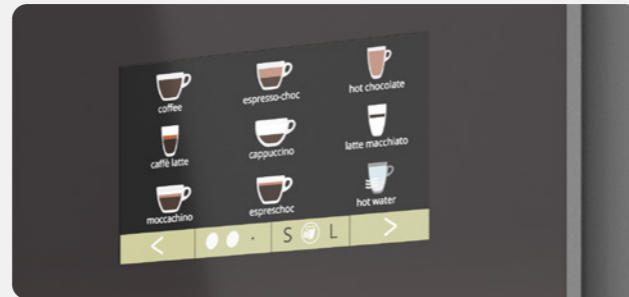 coffee
espresso-choc
hot chocolate
caffè latte
cappuccino
latte macchiato
moccachino
espreschoc
hot water
< S L >